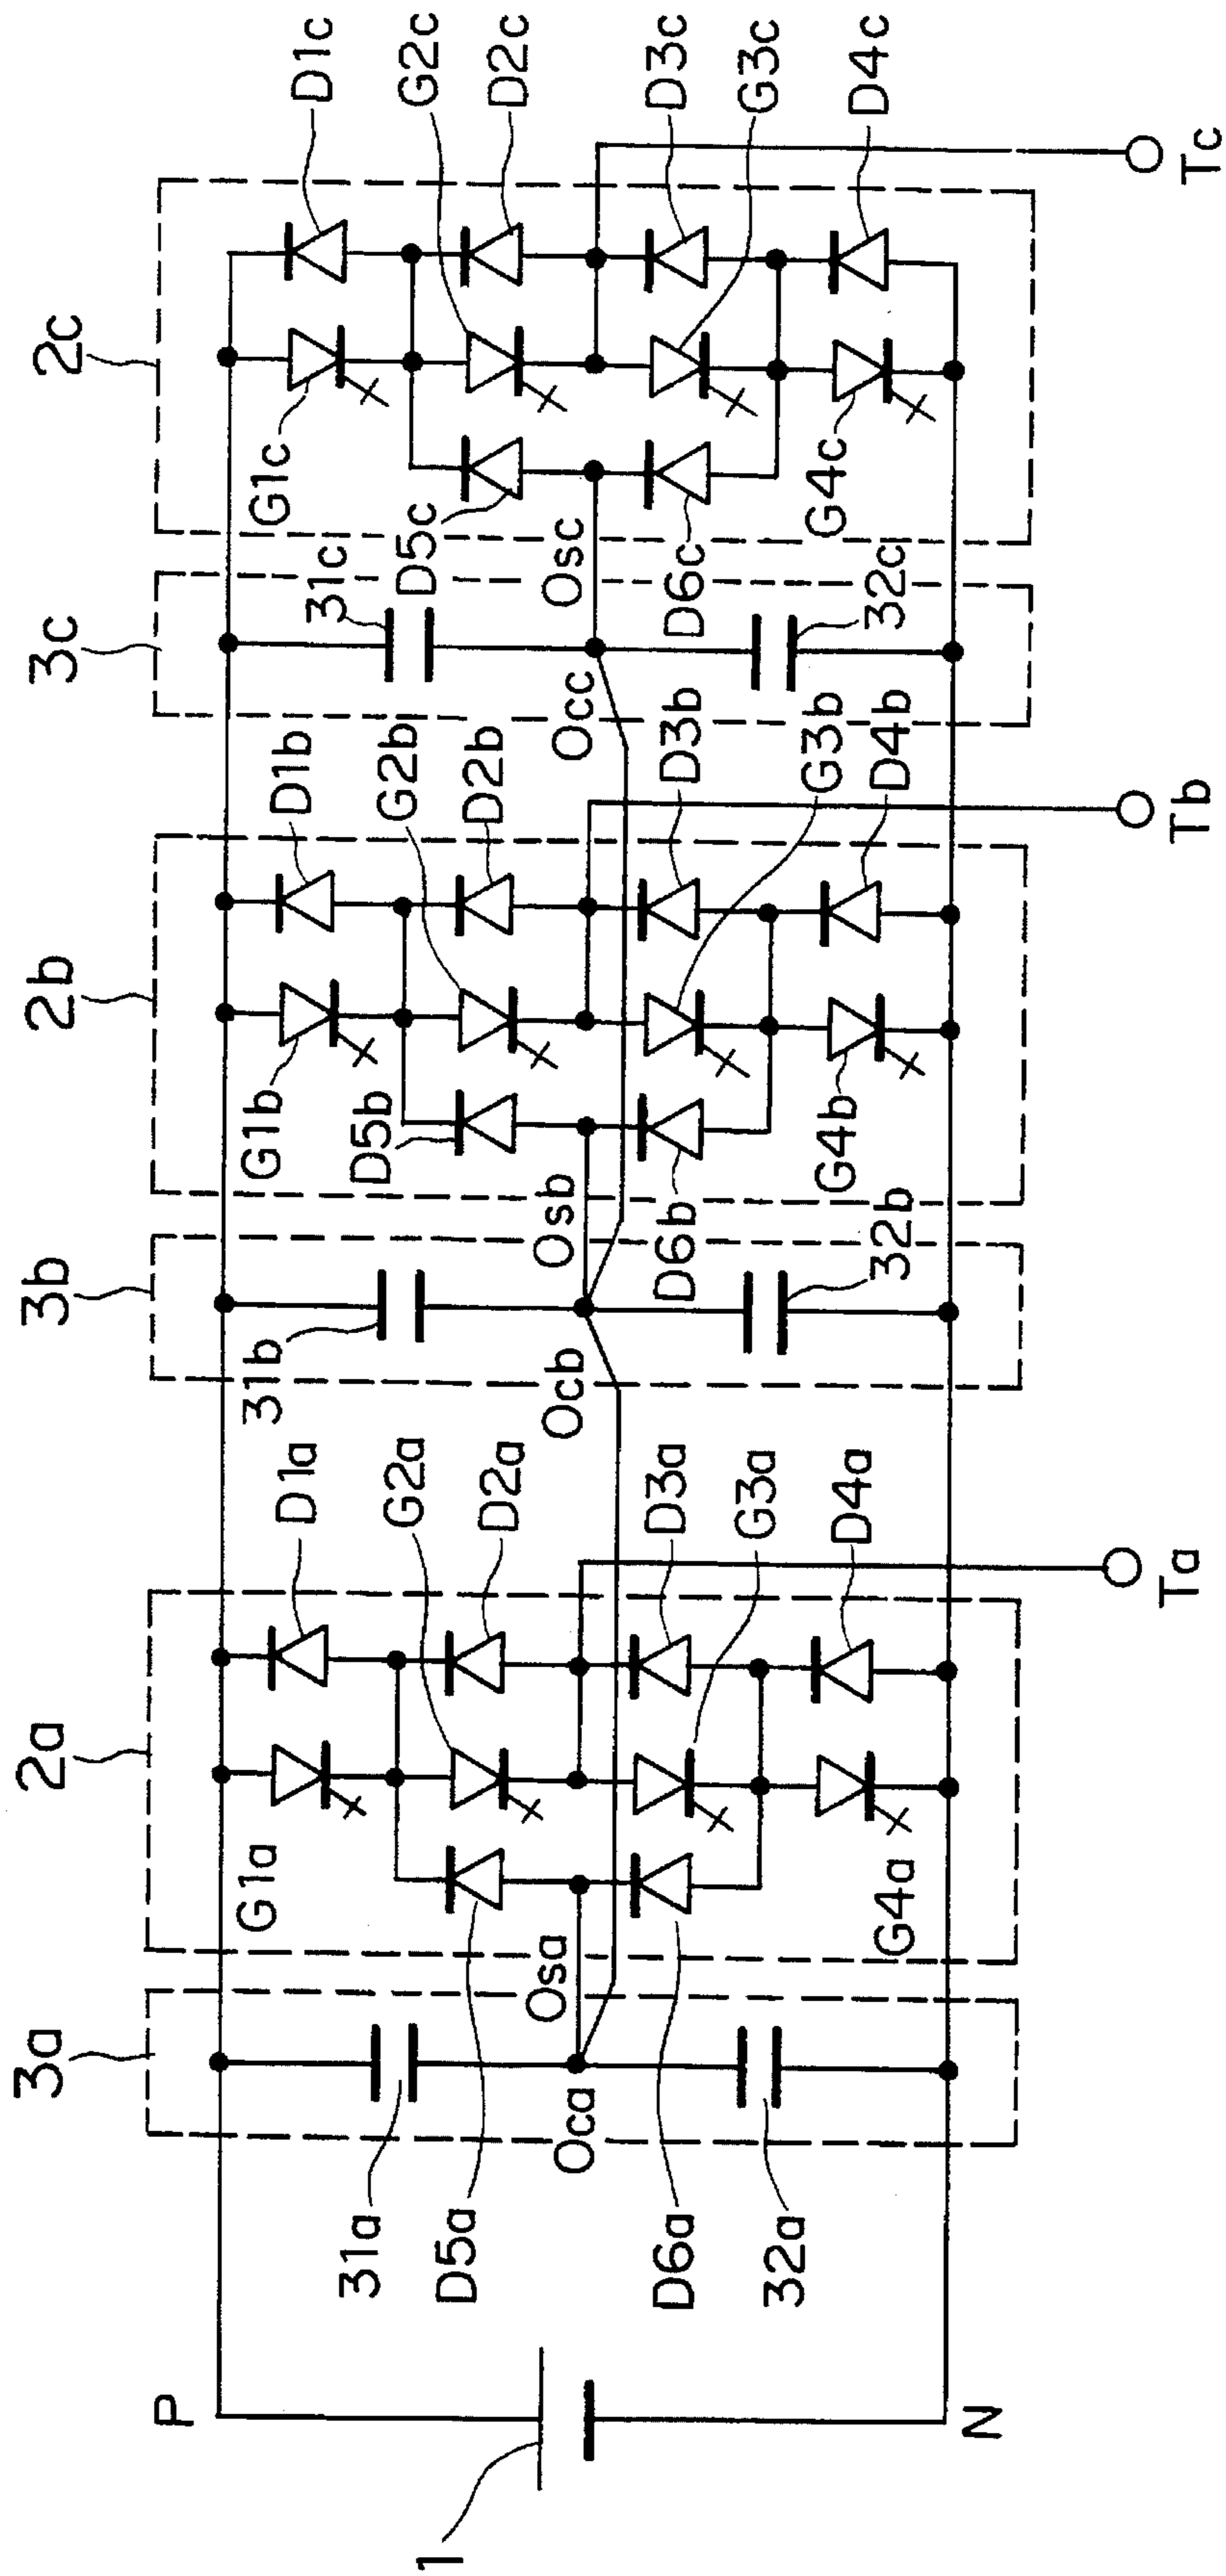 3a 2a 3b 2b 3c 2c
P
1
N
31a
D5a
D6a
32a
Oca
Osa
G1a
G4a
D1a
G2a
D2a
D3a
G3a
D4a
Ta
31b
Ocb
Osb
D6b
32b
G1b
D5b
G4b
D1b
G2b
D2b
D3b
G3b
D4b
Tb
31c
Occ
Osc
D5c
D6c
32c
G1c
G4c
D1c
G2c
D2c
D3c
G3c
D4c
Tc